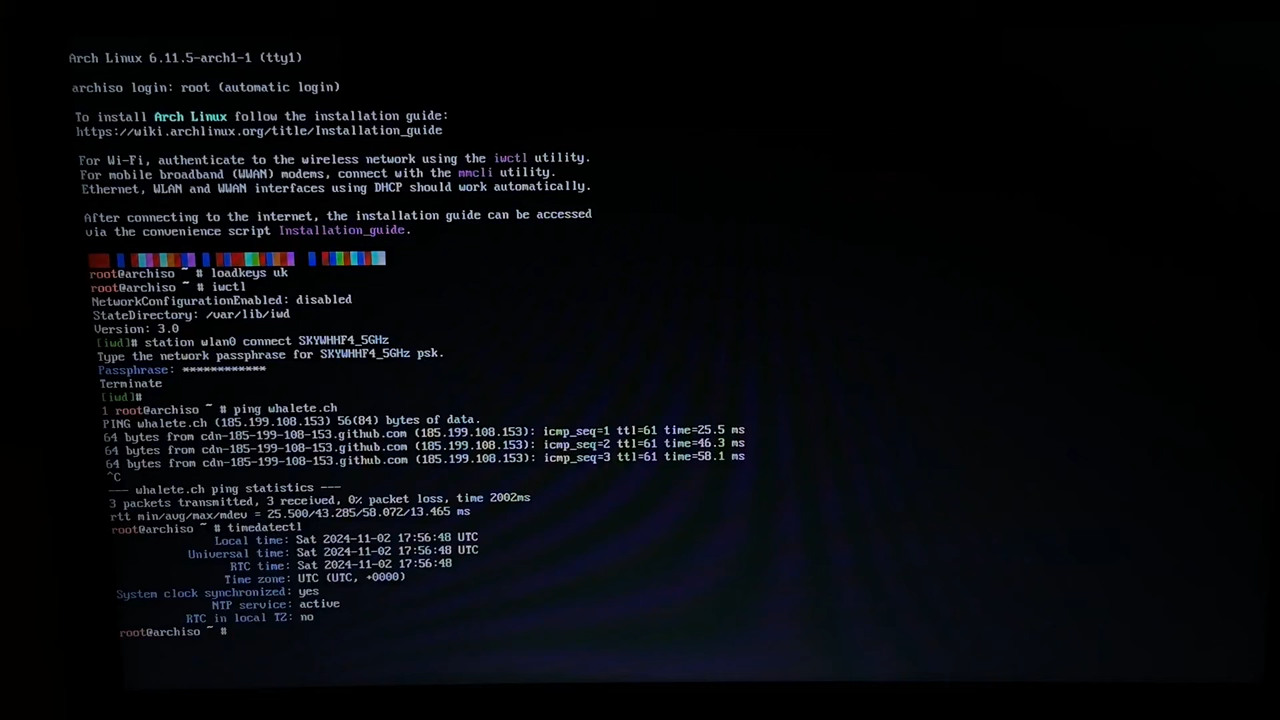 Arch Linux 6.11.5-arch1-1 (tty1)
archiso login: root (automatic login)
To install Arch Linux follow the installation guide:
https://wiki.archlinux.org/title/Installation_guide
For Wi-Fi, authenticate to the wireless network using the iwctl utility.
For mobile broadband (WWAN) modems, connect with the mmcli utility.
Ethernet, WLAN and WWAN interfaces using DHCP should work automatically.
After connecting to the internet, the installation guide can be accessed
via the convenience script Installation_guide.
root@archiso ~ # loadkeys uk
root@archiso ~ # iwctl
NetworkConfigurationEnabled: disabled
StateDirectory: /var/lib/iwd
Version: 3.0
[iwd]# station wlan0 connect SKYWHHF4_5GHz
Type the network passphrase for SKYWHHF4_5GHz psk.
Passphrase: ************
Terminate
[iwd]#
1 root@archiso ~ # ping whalete.ch
PING whalete.ch (185.199.108.153) 56(84) bytes of data.
64 bytes from cdn-185-199-108-153.github.com (185.199.108.153): icmp_seq=1 ttl=61 time=25.5 ms
64 bytes from cdn-185-199-108-153.github.com (185.199.108.153): icmp_seq=2 ttl=61 time=46.3 ms
64 bytes from cdn-185-199-108-153.github.com (185.199.108.153): icmp_seq=3 ttl=61 time=58.1 ms
^C
--- whalete.ch ping statistics ---
3 packets transmitted, 3 received, 0% packet loss, time 2002ms
rtt min/avg/max/mdev = 25.500/43.285/58.072/13.465 ms
root@archiso ~ # timedatectl
Local time: Sat 2024-11-02 17:56:48 UTC
Universal time: Sat 2024-11-02 17:56:48 UTC
RTC time: Sat 2024-11-02 17:56:48
Time zone: UTC (UTC, +0000)
System clock synchronized: yes
NTP service: active
RTC in local TZ: no
root@archiso ~ #